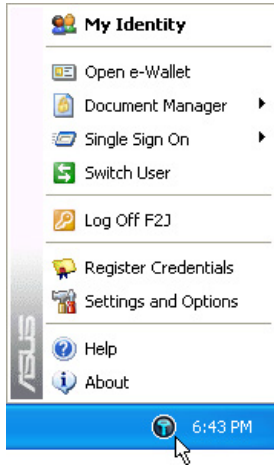 My Identity
Open e-Wallet
Document Manager
Single Sign On
Switch User
Log Off F2J
Register Credentials
Settings and Options
Help
About
ASUS
6:43 PM